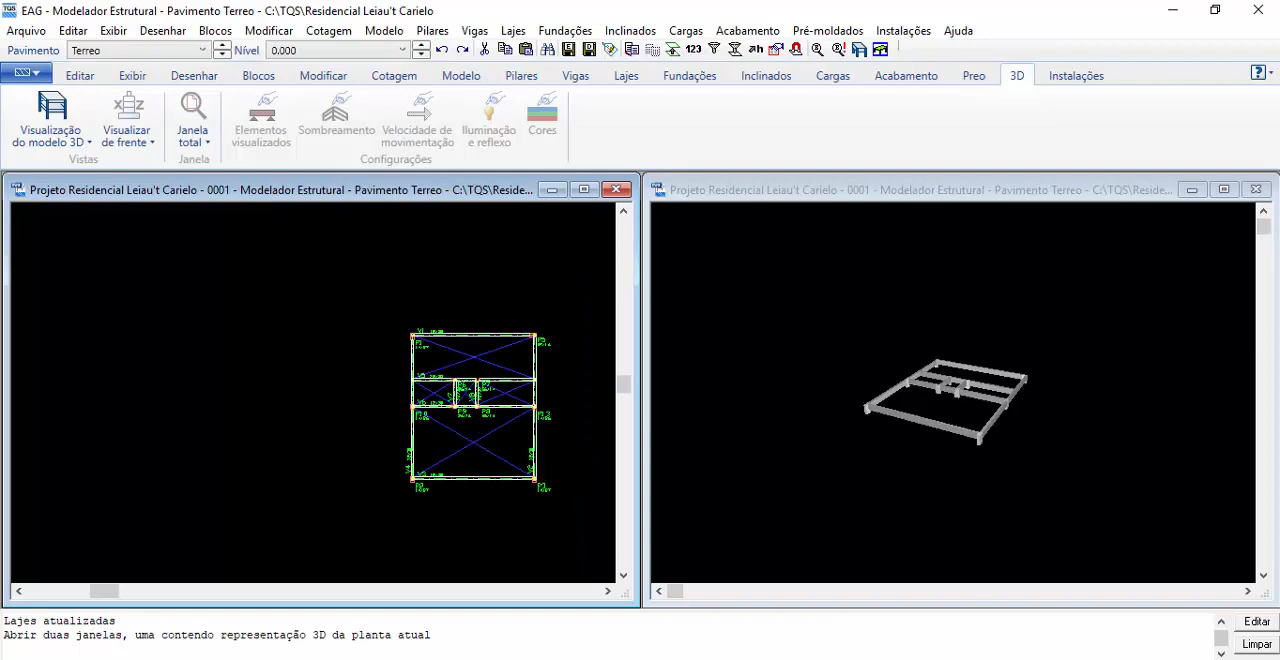 EAG - Modelador Estrutural - Pavimento Terreo - C:\TQS\Residencial Leiau't Carielo
Arquivo Editar Exibir Desenhar Blocos Modificar Cotagem Modelo Pilares Vigas Lajes Fundações Inclinados Cargas Acabamento Pré-moldados Instalações Ajuda
Pavimento Terreo Nível 0.000 123 ah
Editar Exibir Desenhar Blocos Modificar Cotagem Modelo Pilares Vigas Lajes Fundações Inclinados Cargas Acabamento Preo 3D Instalações
Visualização do modelo 3D Visualizar de frente Janela total Elementos visualizados Sombreamento Velocidade de movimentação Iluminação e reflexo Cores
Vistas Janela Configurações
Projeto Residencial Leiau't Carielo - 0001 - Modelador Estrutural - Pavimento Terreo - C:\TQS\Reside...
Projeto Residencial Leiau't Carielo - 0001 - Modelador Estrutural - Pavimento Terreo - C:\TQS\Reside...
Lajes atualizadas
Abrir duas janelas, uma contendo representação 3D da planta atual
Editar
Limpar